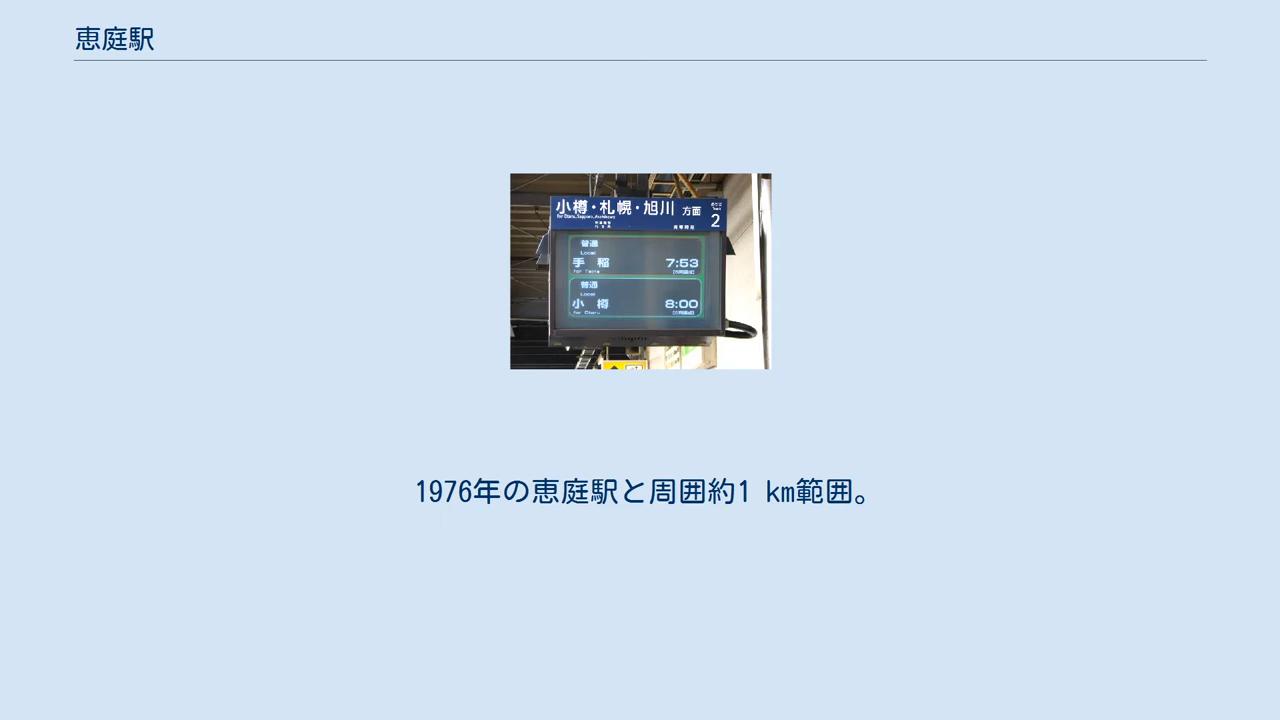 恵庭駅
小樽・札幌・旭川 方面
for Otaru, Sapporo, Asahikawa
2
普通
Local
手 稲 7:53
for Teine
普通
Local
小 樽 8:00
for Otaru
1976年の恵庭駅と周囲約1 km範囲。